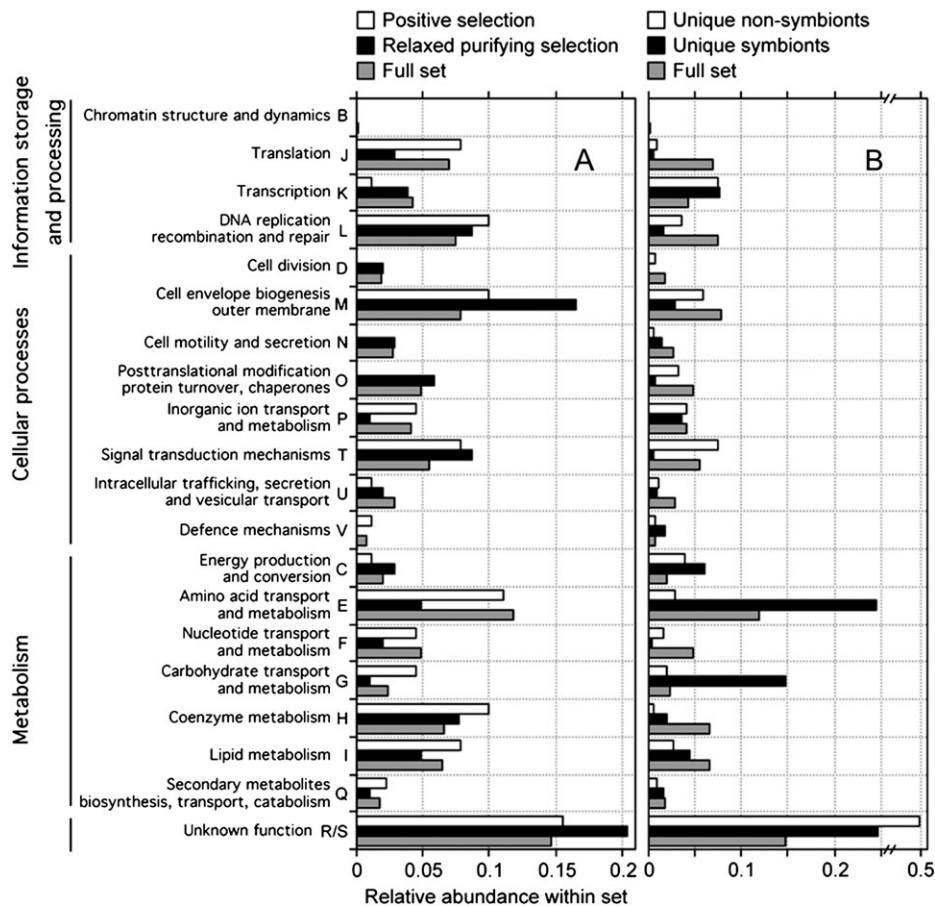 Positive selection
Relaxed purifying selection
Full set
Unique non-symbionts
Unique symbionts
Full set
Information storage
and processing
Chromatin structure and dynamics B
Translation J
Transcription K
DNA replication
recombination and repair L
Cellular processes
Cell division D
Cell envelope biogenesis
outer membrane M
Cell motility and secretion N
Posttranslational modification
protein turnover, chaperones O
Inorganic ion transport
and metabolism P
Signal transduction mechanisms T
Intracellular trafficking, secretion
and vesicular transport U
Defence mechanisms V
Metabolism
Energy production
and conversion C
Amino acid transport
and metabolism E
Nucleotide transport
and metabolism F
Carbohydrate transport
and metabolism G
Coenzyme metabolism H
Lipid metabolism I
Secondary metabolites
biosynthesis, transport, catabolism Q
Unknown function R/S
A
B
0 0.05 0.1 0.15 0.2
0 0.1 0.2 0.5
Relative abundance within set